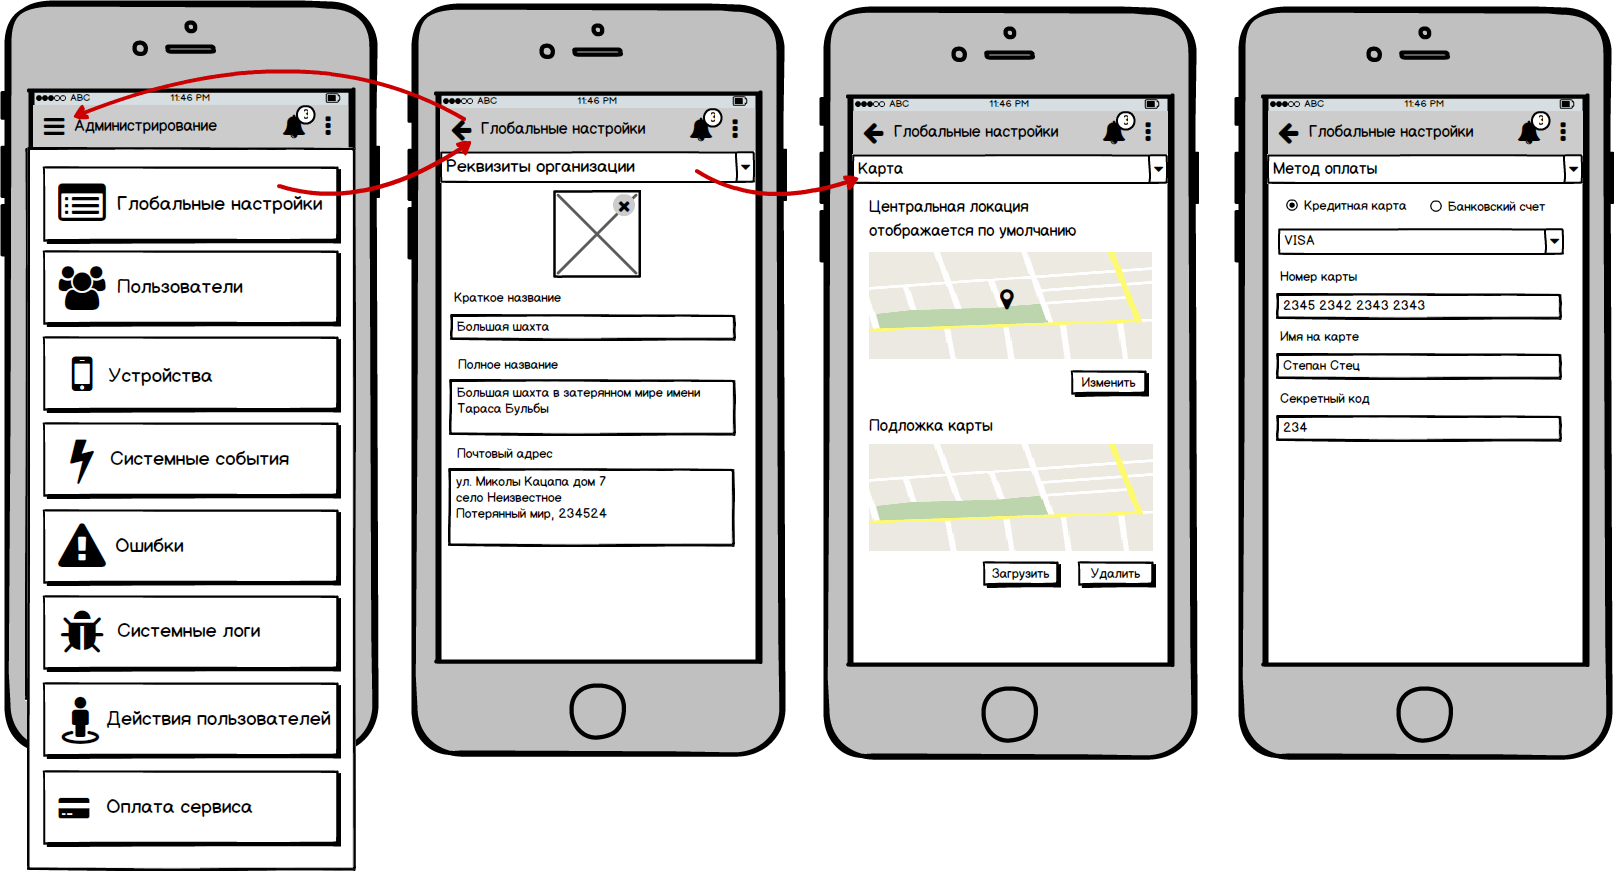 ABC
11:46 PM
Администрирование
3
Глобальные настройки
Пользователи
Устройства
Системные события
Ошибки
Системные логи
Действия пользователей
Оплата сервиса
ABC
11:46 PM
Глобальные настройки
3
Реквизиты организации
Краткое название
Большая шахта
Полное название
Большая шахта в затерянном мире имени
Тараса Бульбы
Почтовый адрес
ул. Миколы Кацапа дом 7
село Неизвестное
Потерянный мир, 234524
ABC
11:46 PM
Глобальные настройки
3
Карта
Центральная локация
отображается по умолчанию
Изменить
Подложка карты
Загрузить
Удалить
ABC
11:46 PM
Глобальные настройки
3
Метод оплаты
Кредитная карта
Банковский счет
VISA
Номер карты
2345 2342 2343 2343
Имя на карте
Степан Стец
Секретный код
234